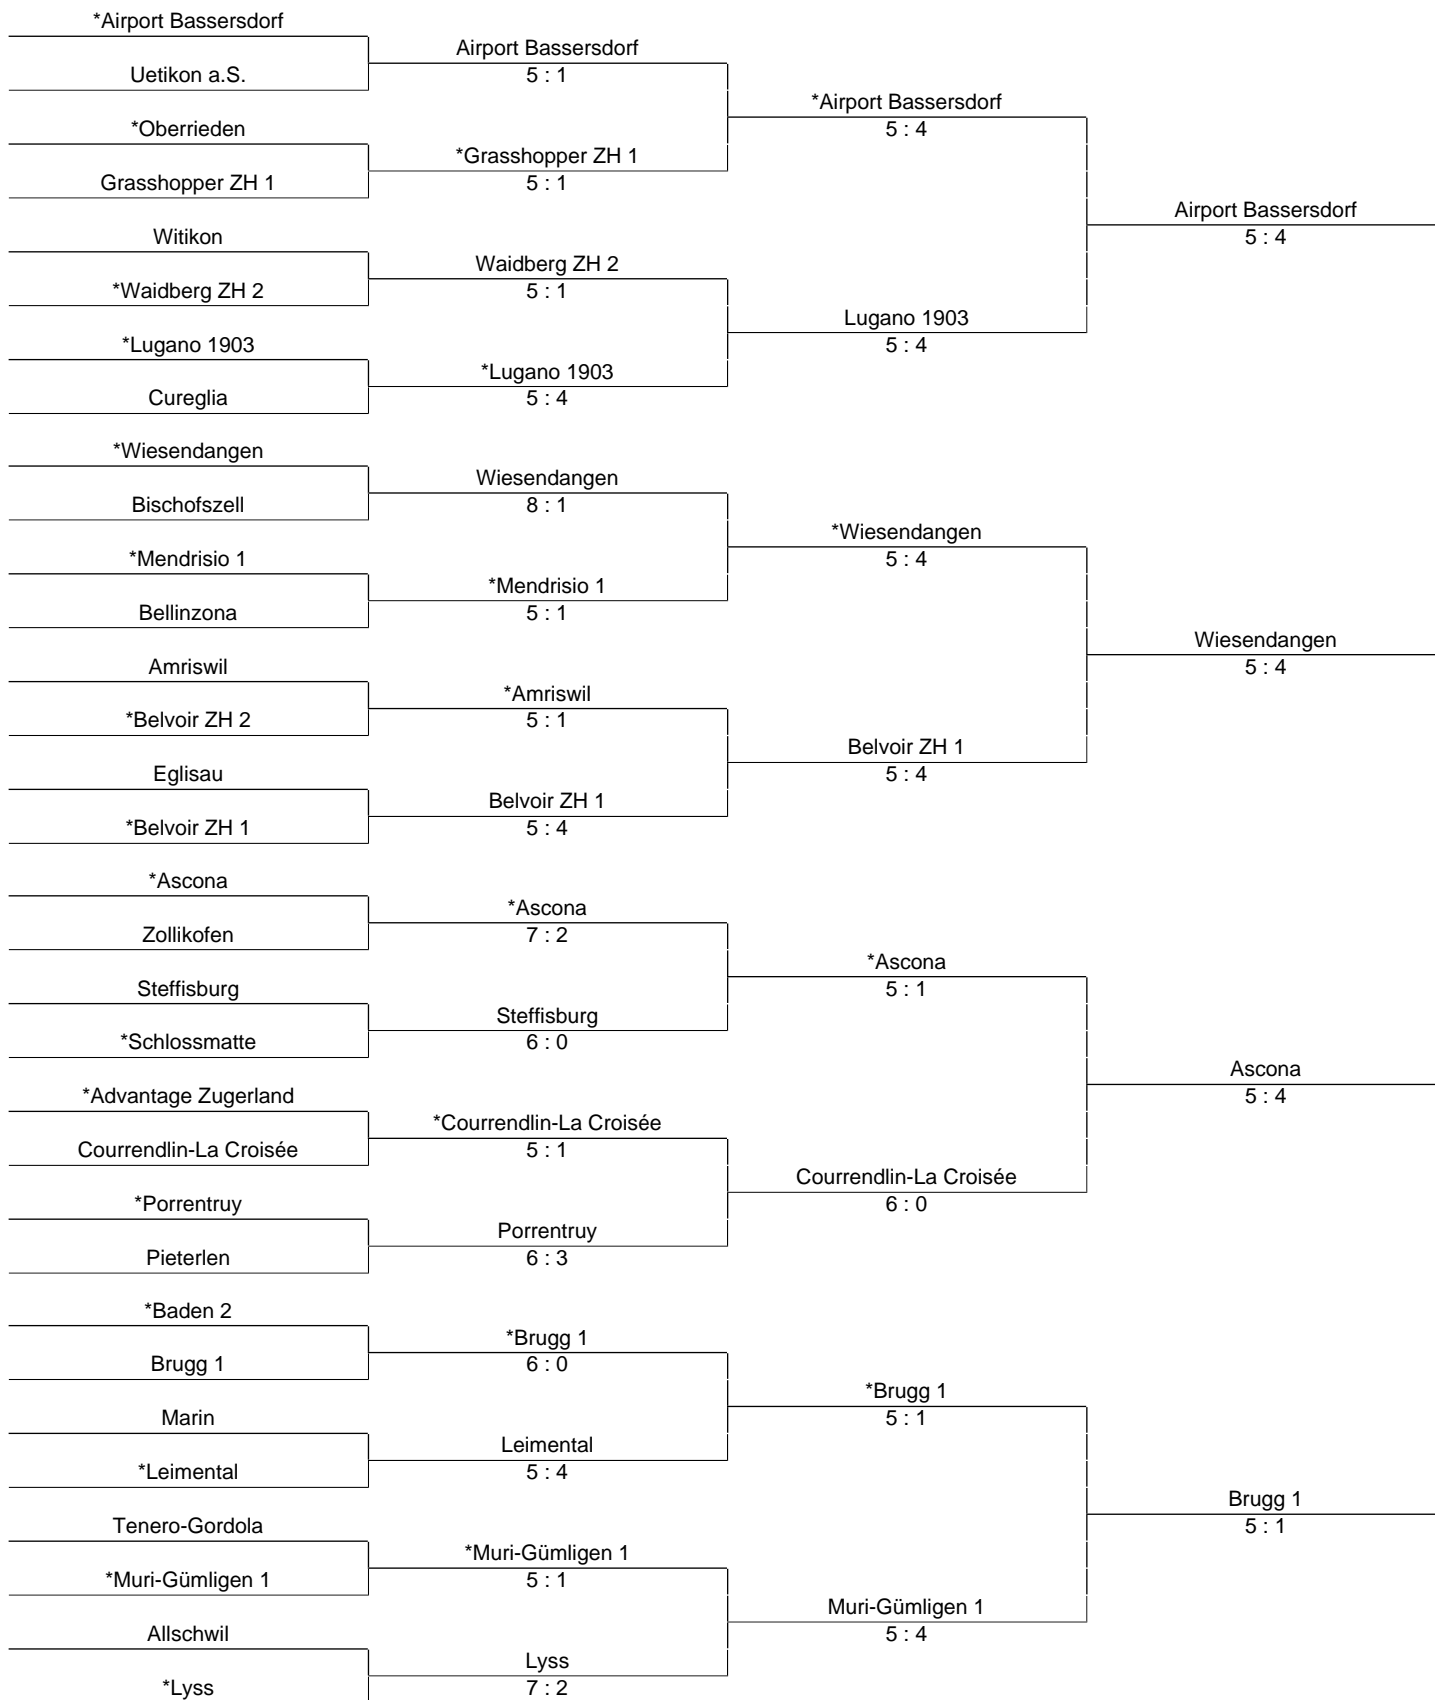 *Airport Bassersdorf
Airport Bassersdorf
Uetikon a.S.
5 : 1
*Airport Bassersdorf
*Oberrieden
5 : 4
*Grasshopper ZH 1
Grasshopper ZH 1
5 : 1
Airport Bassersdorf
Witikon
5 : 4
Waidberg ZH 2
*Waidberg ZH 2
5 : 1
Lugano 1903
*Lugano 1903
5 : 4
*Lugano 1903
Cureglia
5 : 4
*Wiesendangen
Wiesendangen
Bischofszell
8 : 1
*Wiesendangen
*Mendrisio 1
5 : 4
*Mendrisio 1
Bellinzona
5 : 1
Wiesendangen
Amriswil
5 : 4
*Amriswil
*Belvoir ZH 2
5 : 1
Belvoir ZH 1
Eglisau
5 : 4
Belvoir ZH 1
*Belvoir ZH 1
5 : 4
*Ascona
*Ascona
Zollikofen
7 : 2
*Ascona
Steffisburg
5 : 1
Steffisburg
*Schlossmatte
6 : 0
Ascona
*Advantage Zugerland
5 : 4
*Courrendlin-La Croisée
Courrendlin-La Croisée
5 : 1
Courrendlin-La Croisée
*Porrentruy
6 : 0
Porrentruy
Pieterlen
6 : 3
*Baden 2
*Brugg 1
Brugg 1
6 : 0
*Brugg 1
Marin
5 : 1
Leimental
*Leimental
5 : 4
Brugg 1
Tenero-Gordola
5 : 1
*Muri-Gümligen 1
*Muri-Gümligen 1
5 : 1
Muri-Gümligen 1
Allschwil
5 : 4
Lyss
*Lyss
7 : 2